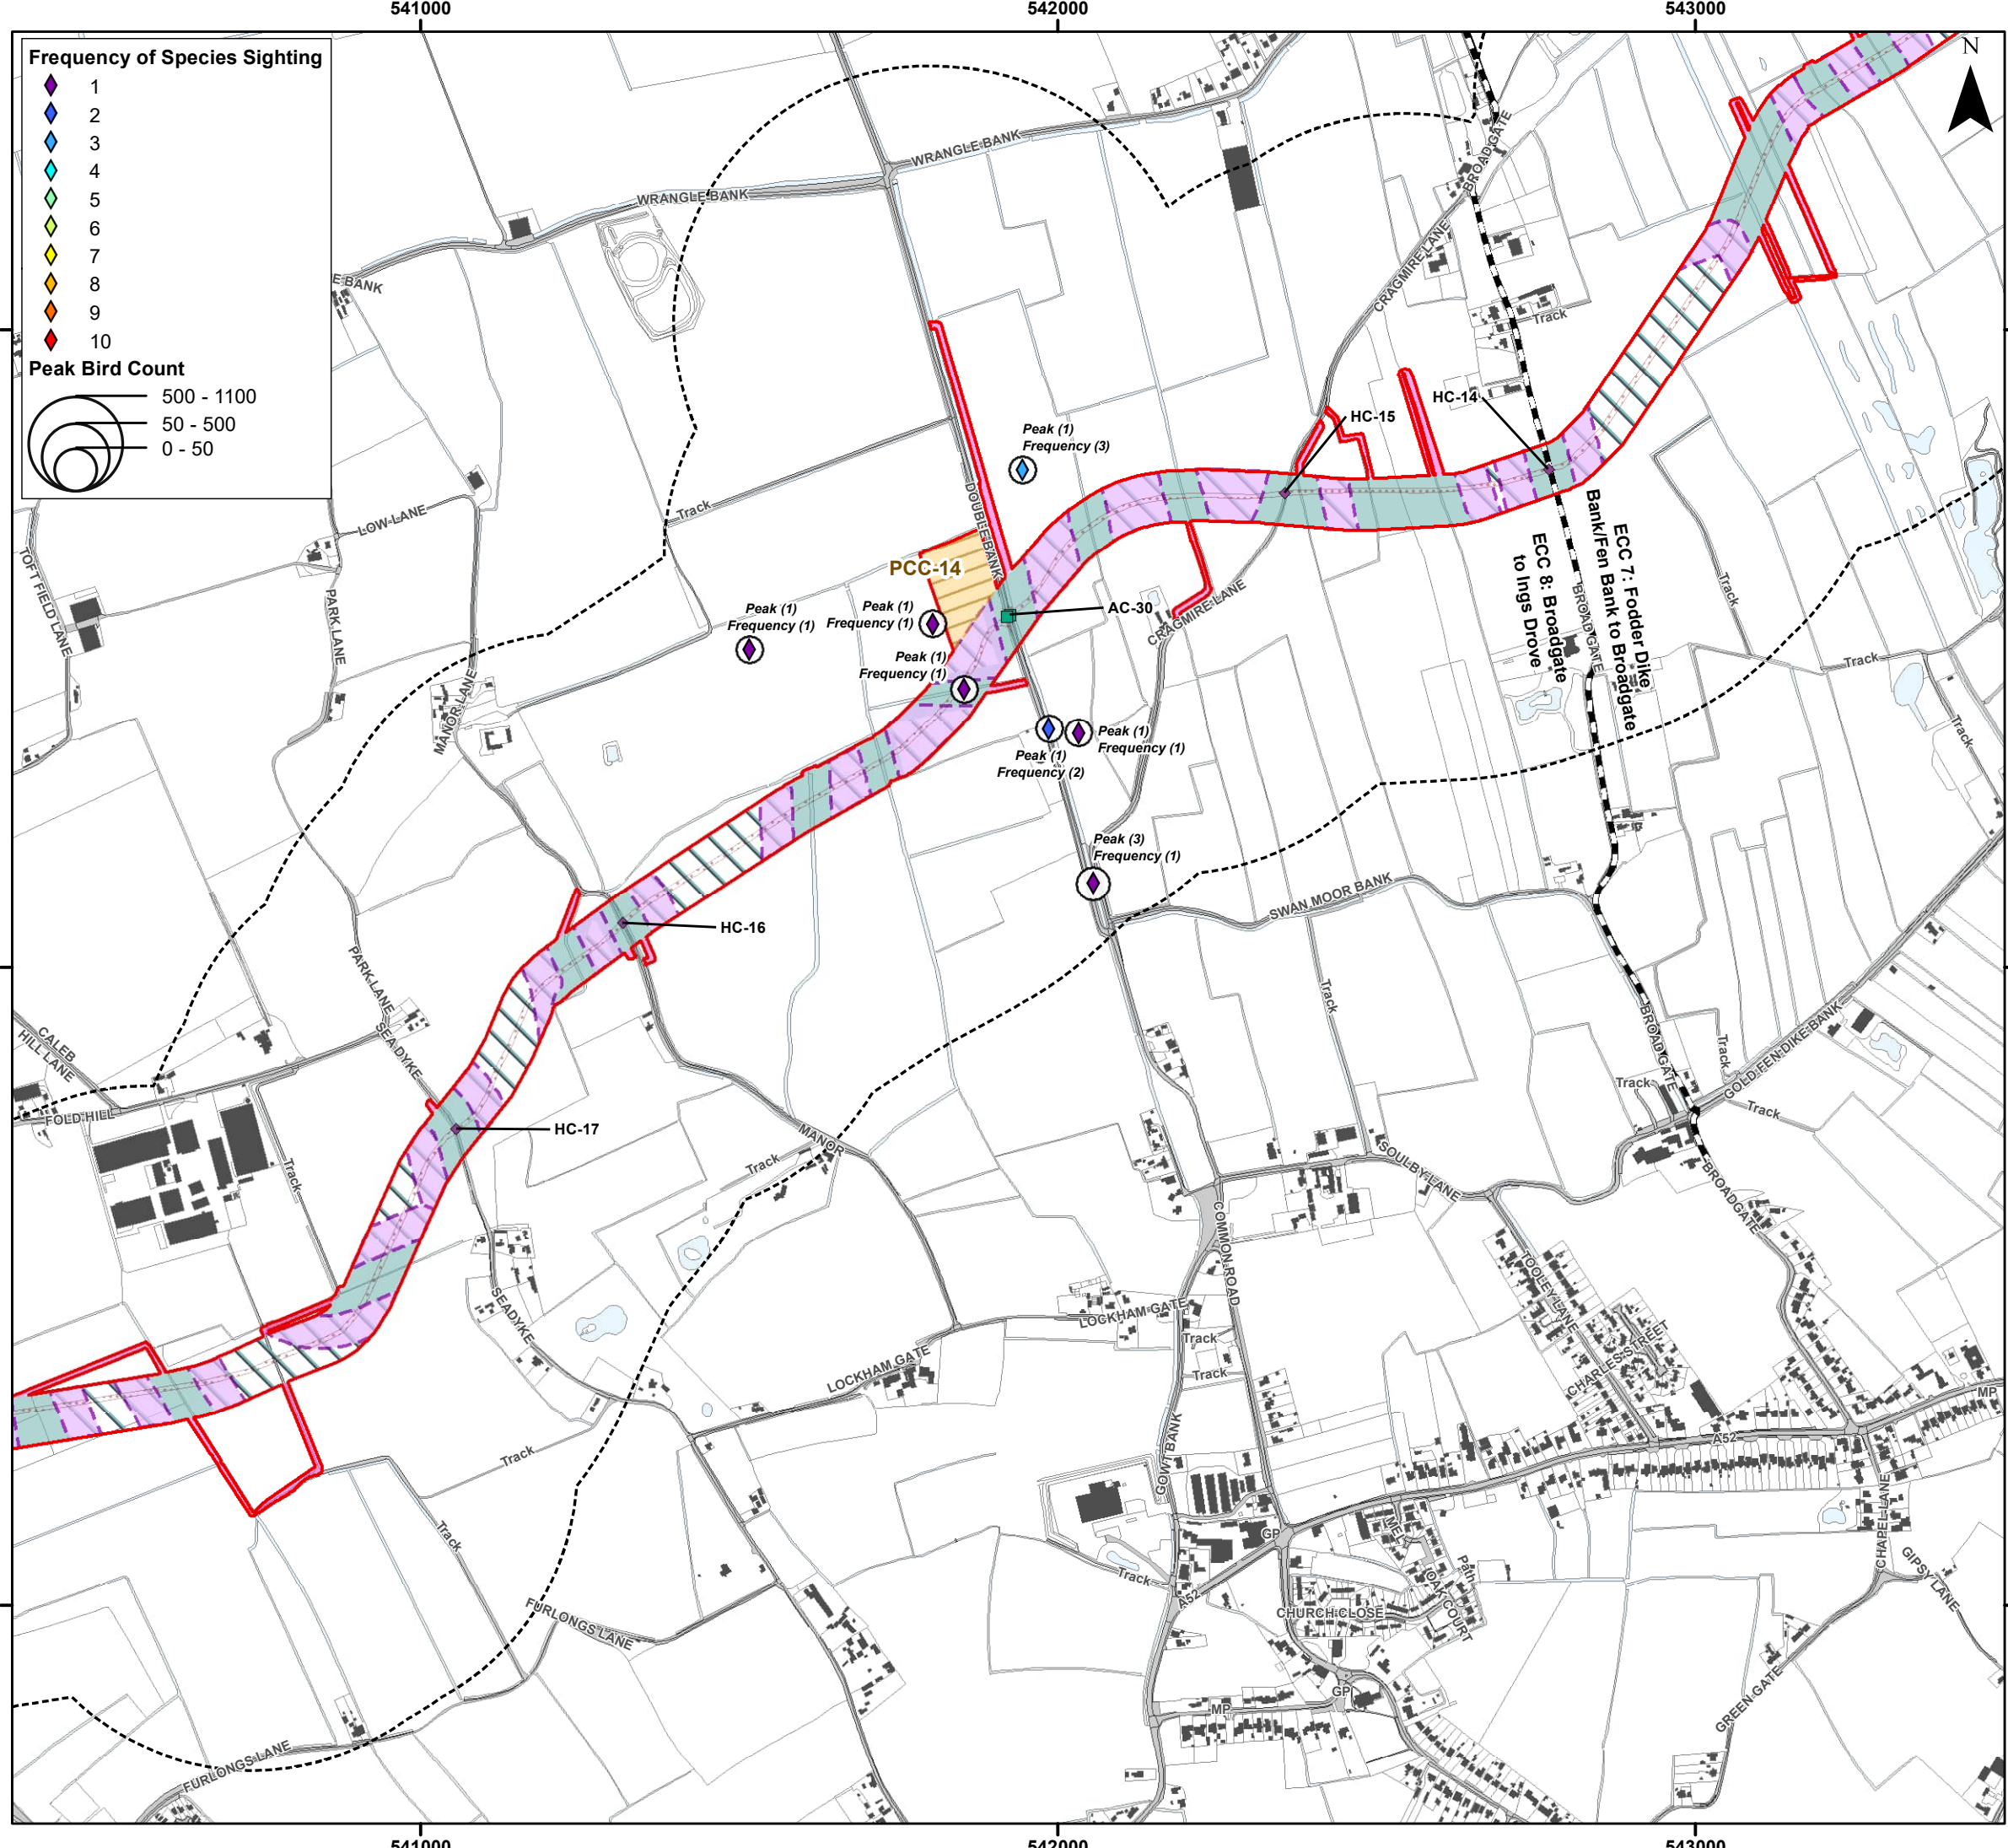 541000
542000
543000
N
Frequency of Species Sighting
1
2
3
4
5
6
7
8
9
10
Peak Bird Count
500 - 1100
50 - 500
0 - 50
WRANGLE BANK
WRANGLE BANK
E BANK
BROADGATE
CRAGMIRE LANE
Track
HC-14
HC-15
Peak (1)
Frequency (3)
DOUBLE BANK
Track
LOW LANE
TOFT FIELD LANE
PARK LANE
PCC-14
Peak (1)
Frequency (1)
Peak (1)
Frequency (1)
AC-30
CRAGMIRE LANE
Peak (1)
Frequency (1)
MANOR LANE
ECC 7: Fodder Dike
Bank/Fen Bank to Broadgate
ECC 8: Broadgate
to Ings Drove
BROADGATE
Track
Track
Track
Peak (1)
Frequency (1)
Peak (1)
Frequency (2)
Peak (3)
Frequency (1)
SWAN MOOR BANK
HC-16
PARK LANE
SEA DYKE
Track
BROADGATE
Track
GOLD FEN DIKE BANK
Track
Track
CALEB
HILL LANE
FOLD HILL
HC-17
Track
MANOR
Track
SOULBY LANE
BROADGATE
COMMON ROAD
TOOLEY LANE
SEADYKE
LOCKHAM GATE
Track
Track
LOCKHAM GATE
CHARLES STREET
MP
A52
GOWT BANK
Track
Track
GP
CHAPEL LANE
GIPSY LANE
Path
OAK COURT
Track
A52
CHURCH CLOSE
FURLONGS LANE
GP
MP
GREEN GATE
FURLONGS LANE
541000
542000
543000